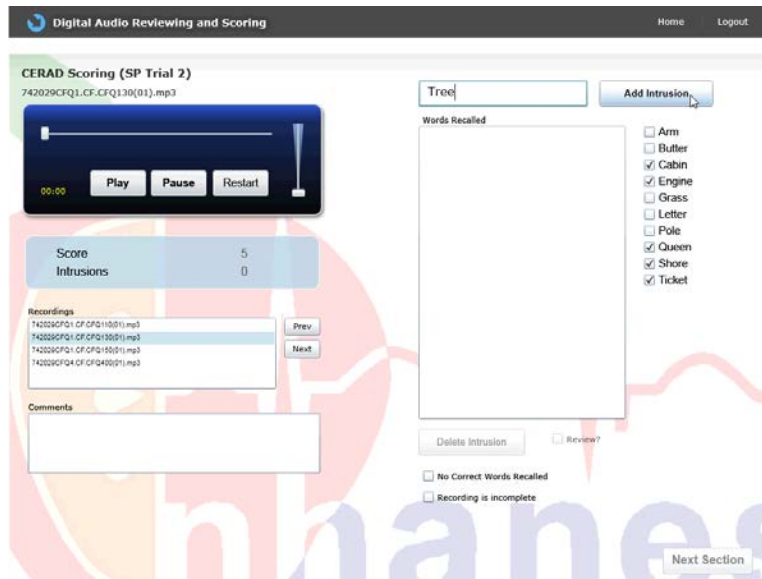 Digital Audio Reviewing and Scoring
Home Logout
CERAD Scoring (SP Trial 2)
742029CFQ1.CF.CFQ130(01).mp3
00:00
Play Pause Restart
Score 5
Intrusions 0
Recordings
742029CFQ1.CF.CFQ110(01).mp3
742029CFQ1.CF.CFQ130(01).mp3
742029CFQ1.CF.CFQ150(01).mp3
742029CFQ4.CF.CFQ400(01).mp3
Prev
Next
Comments
Tree
Add Intrusion
Words Recalled
Arm
Butter
Cabin
Engine
Grass
Letter
Pole
Queen
Shore
Ticket
Delete Intrusion
Review?
No Correct Words Recalled
Recording is incomplete
Next Section
nhanes